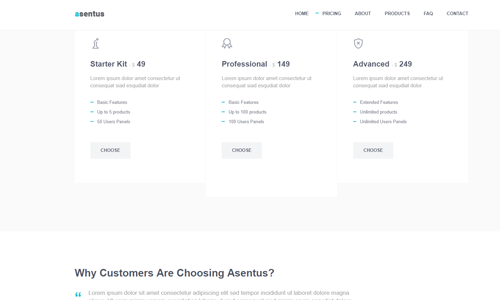 asentus
HOME PRICING ABOUT PRODUCTS FAQ CONTACT
Starter Kit $ 49
Lorem ipsum dolor amet consectetur ut
consequat siad esqudiat dolor
Basic Features
Up to 5 products
50 Users Panels
CHOOSE
Professional $ 149
Lorem ipsum dolor amet consectetur ut
consequat siad esqudiat dolor
Basic Features
Up to 100 products
100 Users Panels
CHOOSE
Advanced $ 249
Lorem ipsum dolor amet consectetur ut
consequat siad esqudiat dolor
Extended Features
Unlimited products
Unlimited Users Panels
CHOOSE
Why Customers Are Choosing Asentus?
Lorem ipsum dolor sit amet consectetur adipiscing elit sed tempor incididunt ut laboret dolore magna